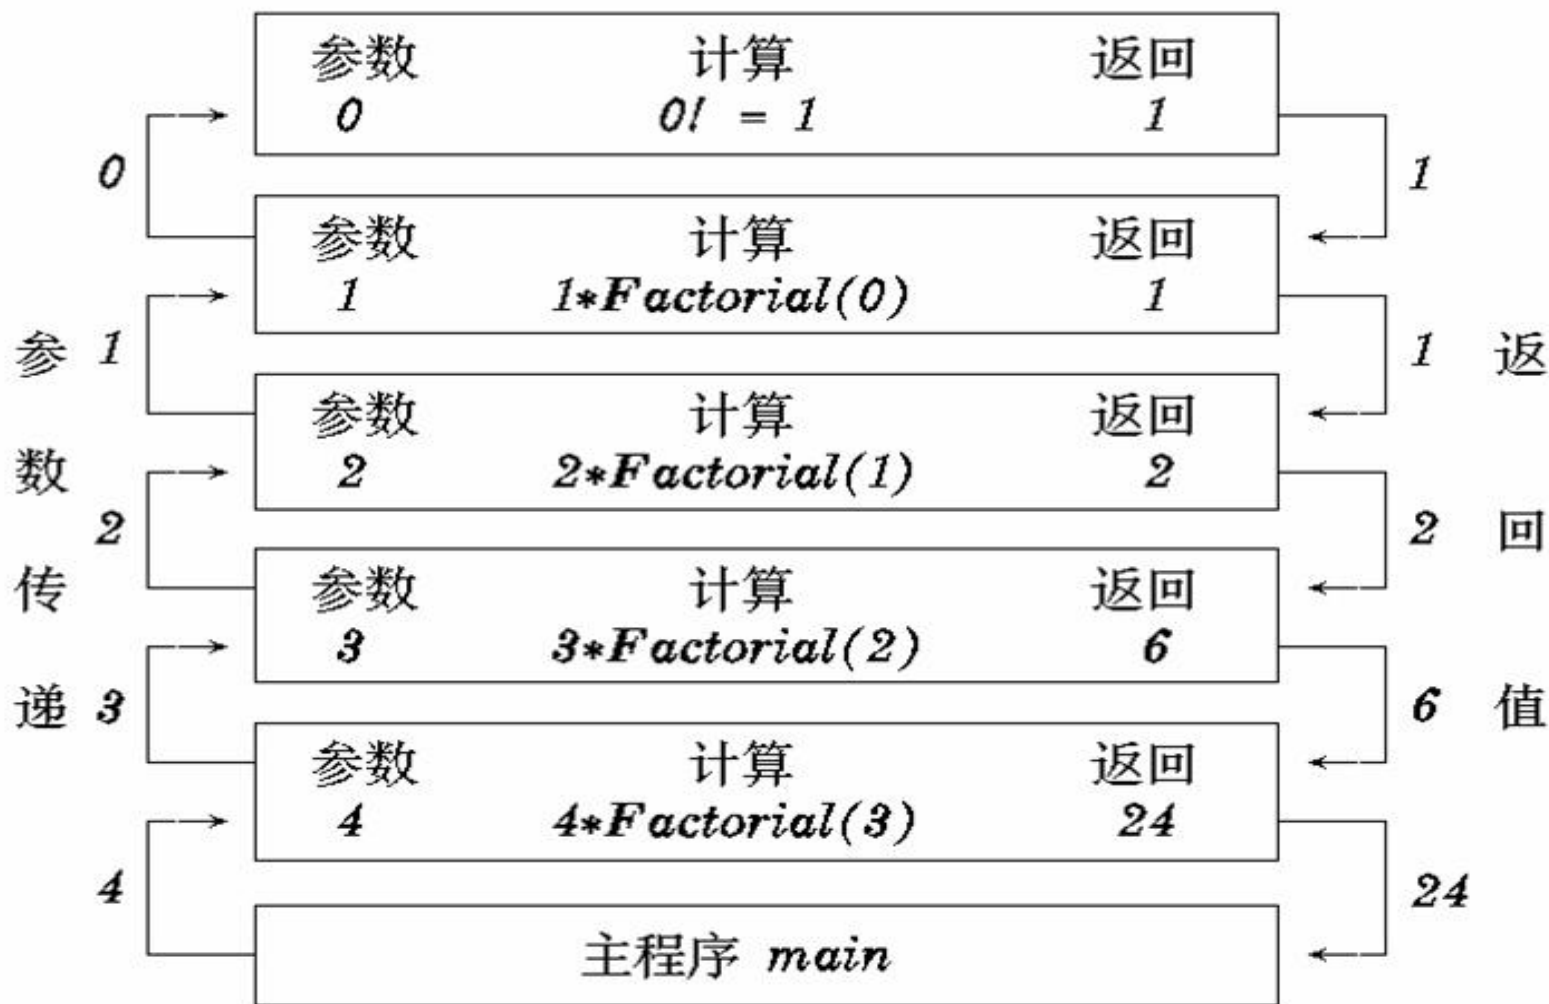 参数 计算 返回
0 0! = 1 1
0
1
参数 计算 返回
1 1*Factorial(0) 1
参 1
1 返
参数 计算 返回
数 2 2*Factorial(1) 2
2
2 回
传 参数 计算 返回
3 3*Factorial(2) 6
递 3
6 值
参数 计算 返回
4 4*Factorial(3) 24
4
24
主程序 main